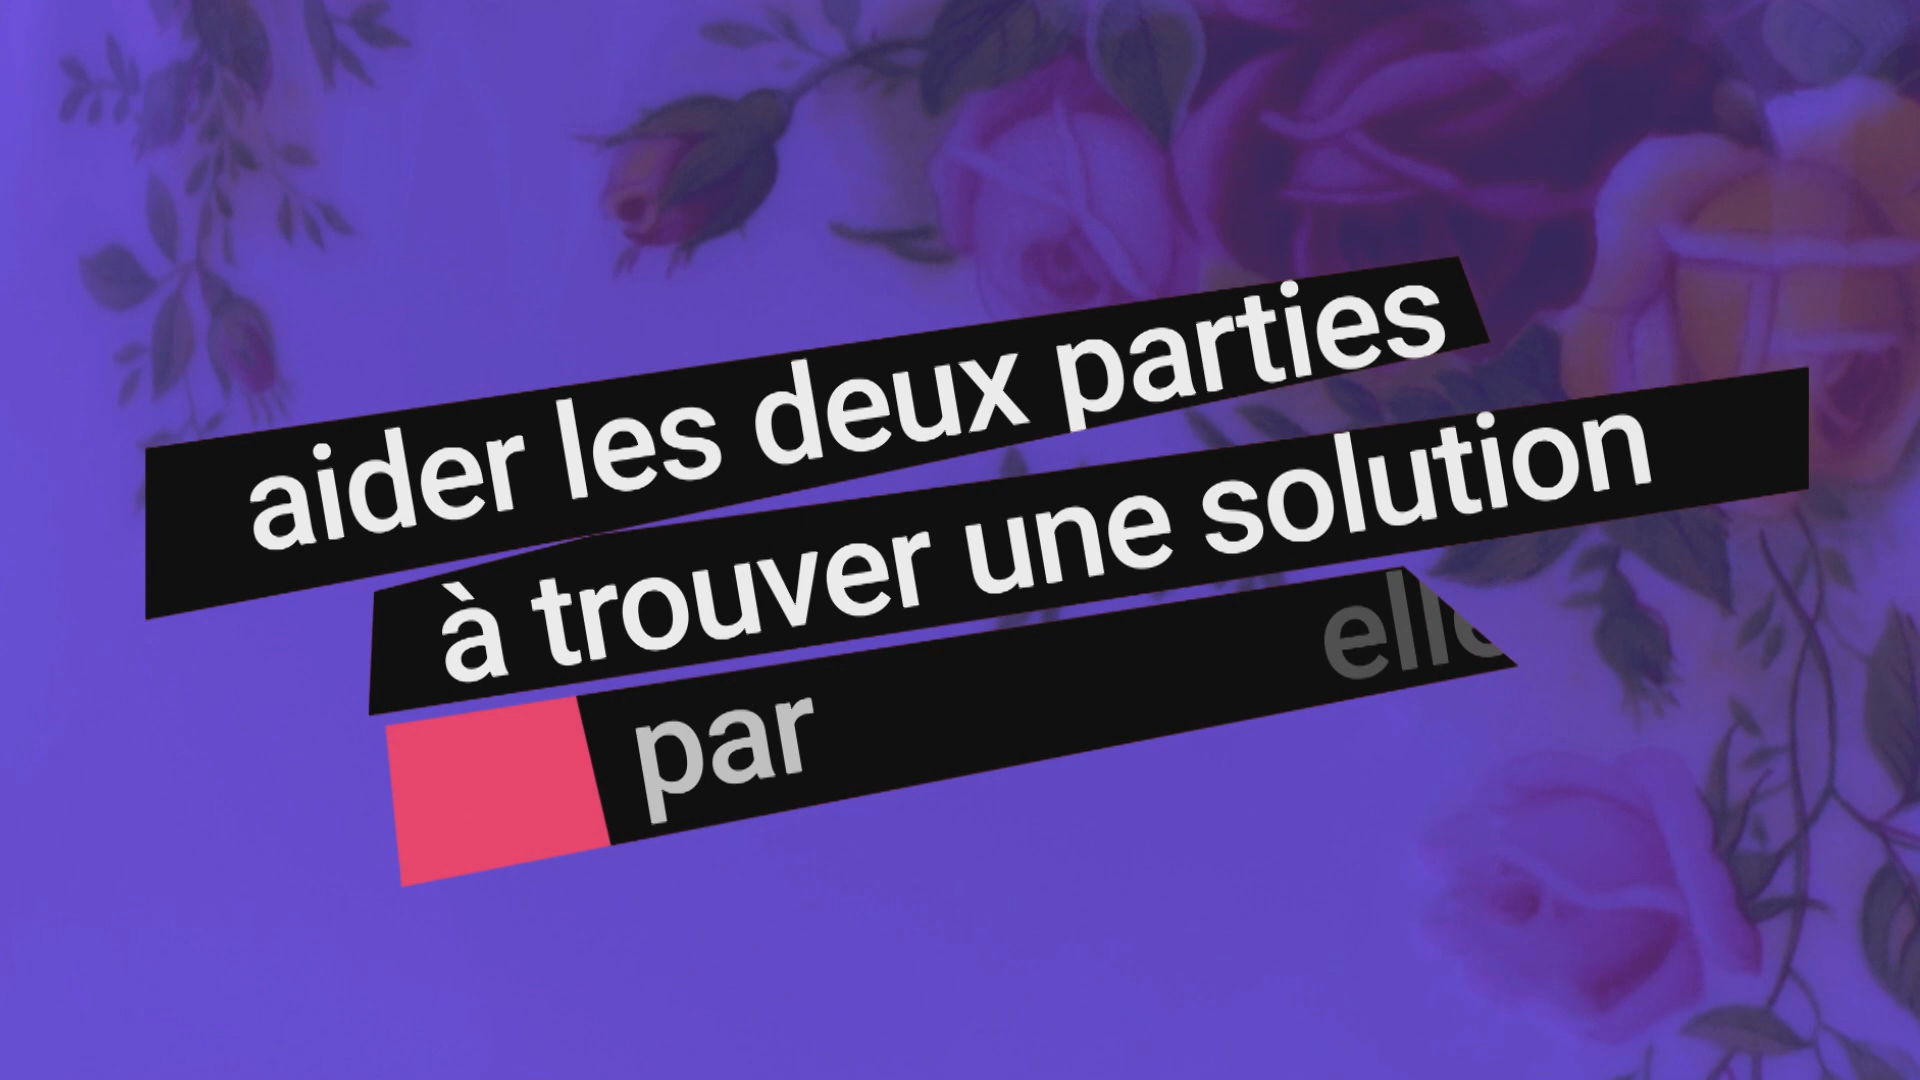 aider les deux parties
à trouver une solution
par